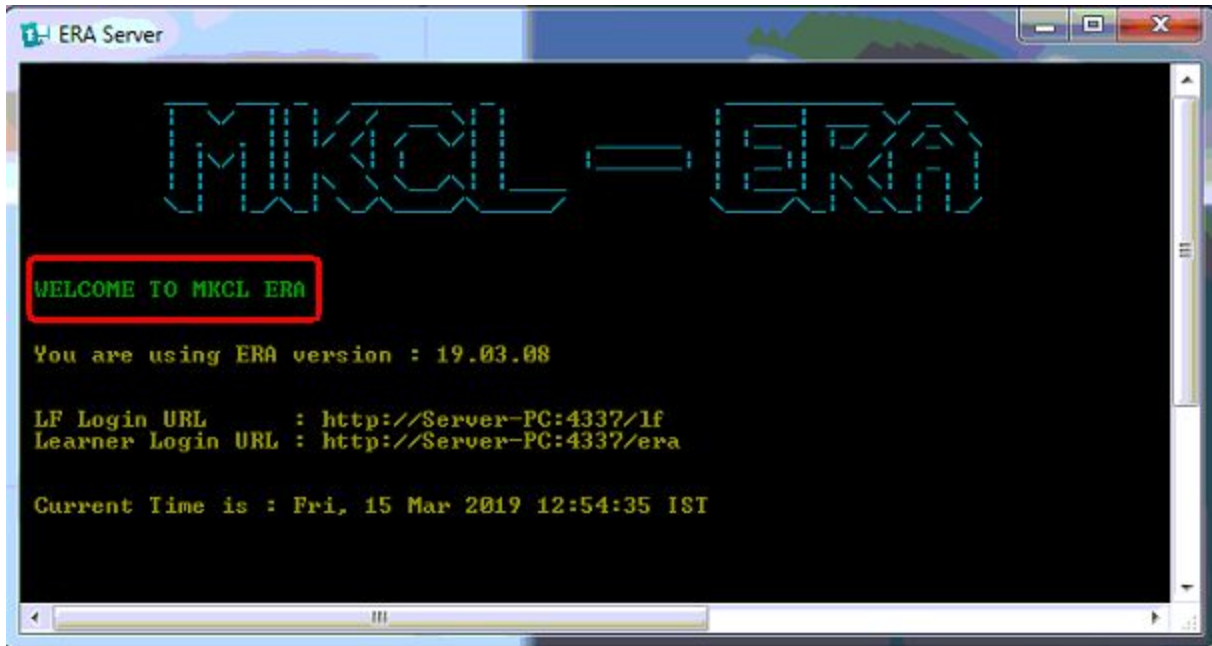 ERA Server
MKCL - ERA
WELCOME TO MKCL ERA
You are using ERA version : 19.03.08
LF Login URL : http://Server-PC:4337/lf
Learner Login URL : http://Server-PC:4337/era
Current Time is : Fri, 15 Mar 2019 12:54:35 IST